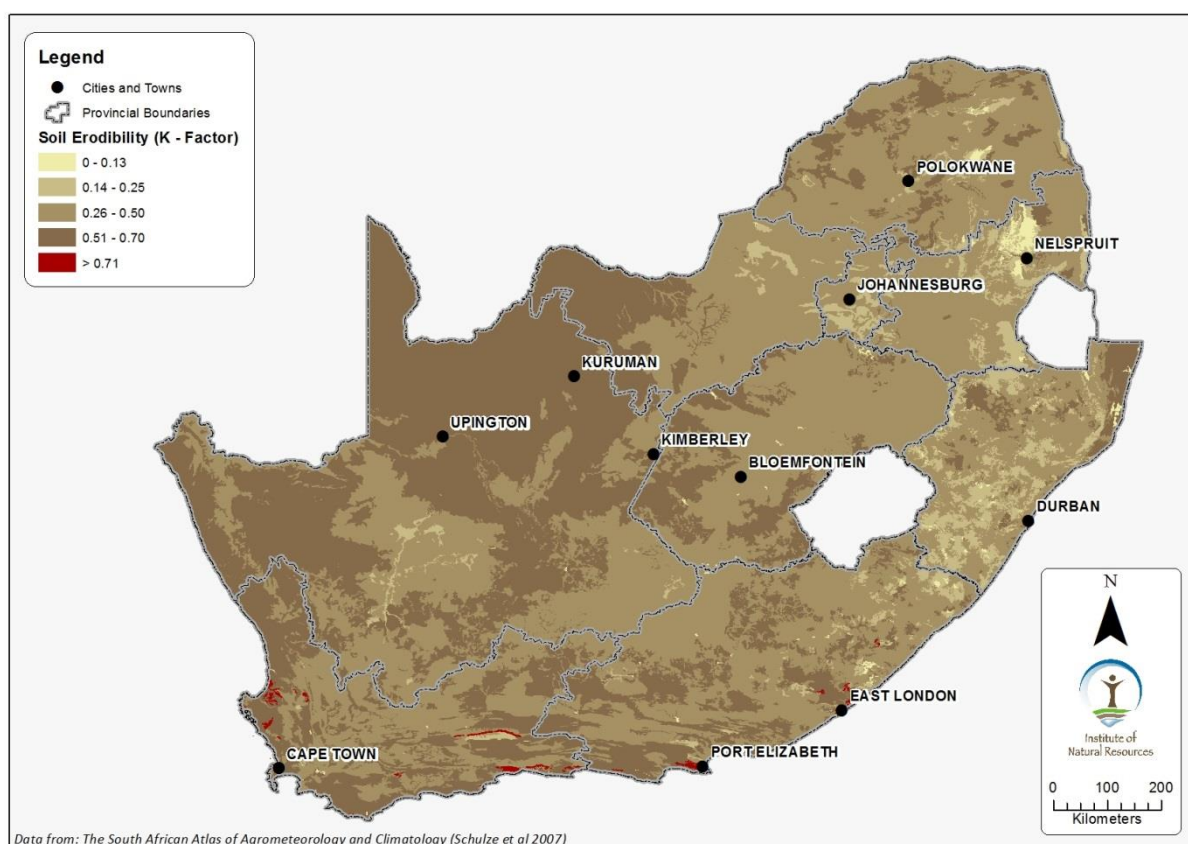 Legend
Cities and Towns
Provincial Boundaries
Soil Erodibility (K - Factor)
0 - 0.13
0.14 - 0.25
0.26 - 0.50
0.51 - 0.70
> 0.71
POLOKWANE
NELSPRUIT
JOHANNESBURG
KURUMAN
UPINGTON
KIMBERLEY
BLOEMFONTEIN
DURBAN
EAST LONDON
CAPE TOWN
PORT ELIZABETH
N
Institute of
Natural Resources
0 100 200
Kilometers
Data from: The South African Atlas of Agrometeorology and Climatology (Schulze et al 2007)